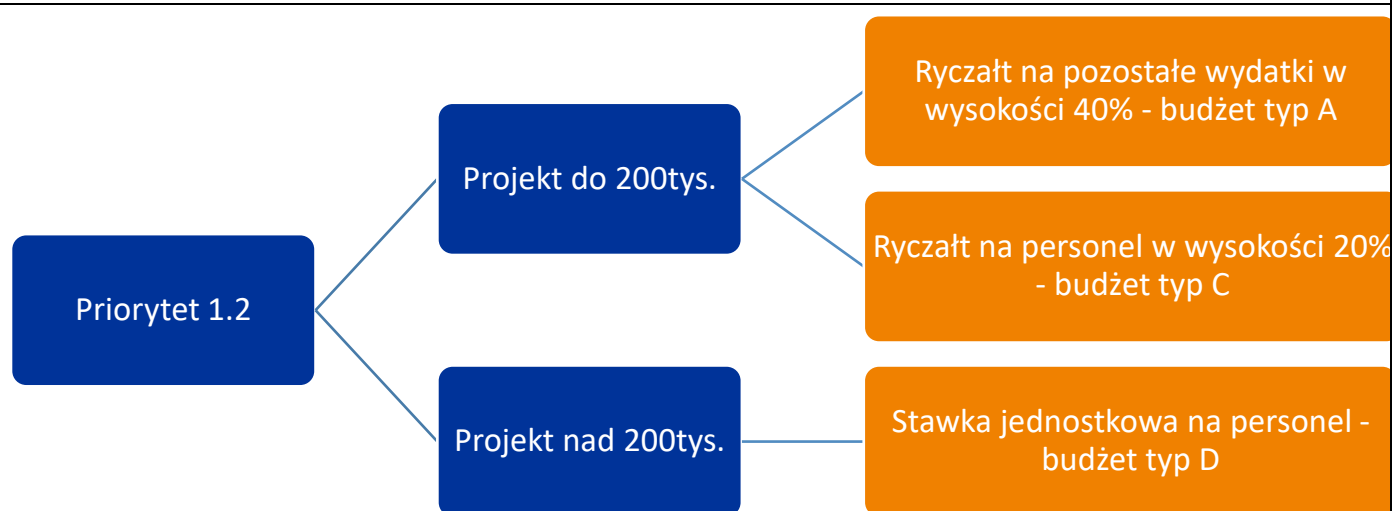 Priorytet 1.2
Projekt do 200tys.
Ryczałt na pozostałe wydatki w
wysokości 40% - budżet typ A
Ryczałt na personel w wysokości 20%
- budżet typ C
Projekt nad 200tys.
Stawka jednostkowa na personel -
budżet typ D